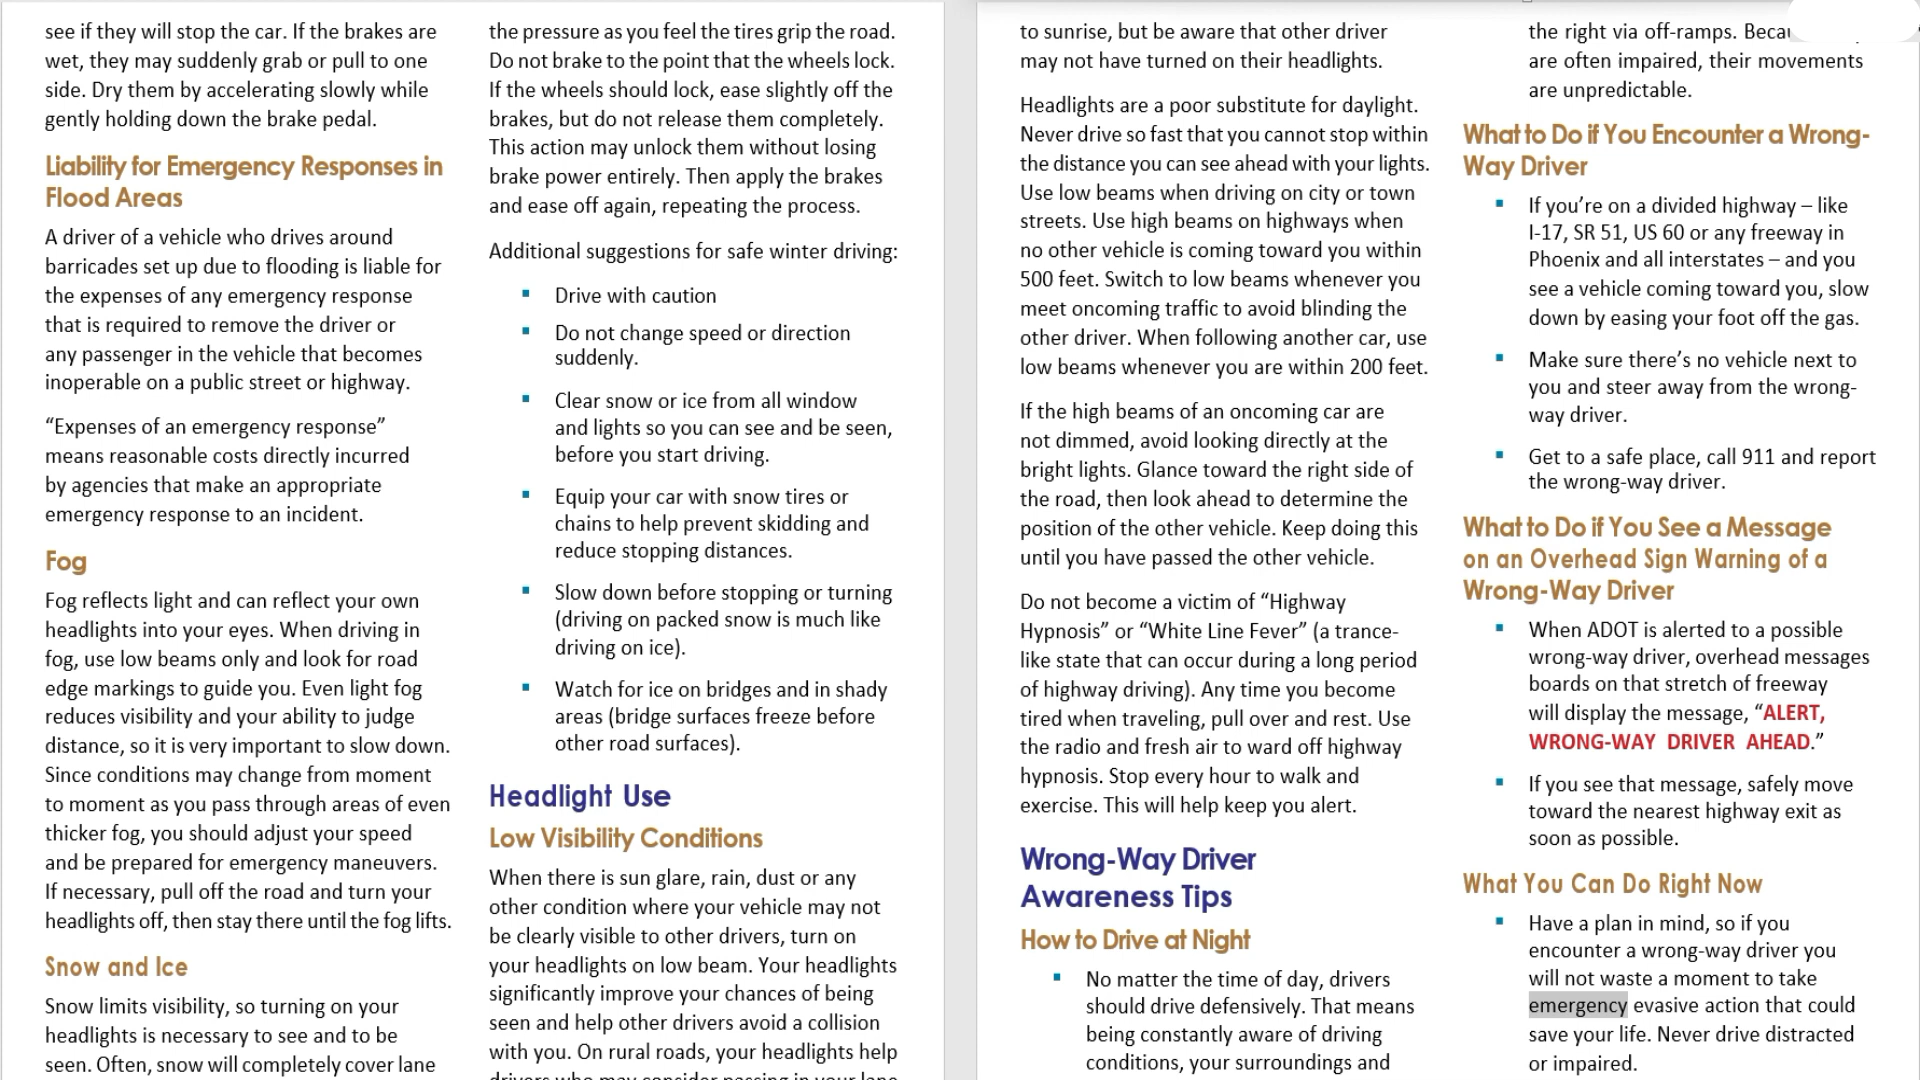 see if they will stop the car. If the brakes are
wet, they may suddenly grab or pull to one
side. Dry them by accelerating slowly while
gently holding down the brake pedal.
Liability for Emergency Responses in
Flood Areas
A driver of a vehicle who drives around
barricades set up due to flooding is liable for
the expenses of any emergency response
that is required to remove the driver or
any passenger in the vehicle that becomes
inoperable on a public street or highway.
“Expenses of an emergency response”
means reasonable costs directly incurred
by agencies that make an appropriate
emergency response to an incident.
Fog
Fog reflects light and can reflect your own
headlights into your eyes. When driving in
fog, use low beams only and look for road
edge markings to guide you. Even light fog
reduces visibility and your ability to judge
distance, so it is very important to slow down.
Since conditions may change from moment
to moment as you pass through areas of even
thicker fog, you should adjust your speed
and be prepared for emergency maneuvers.
If necessary, pull off the road and turn your
headlights off, then stay there until the fog lifts.
Snow and Ice
Snow limits visibility, so turning on your
headlights is necessary to see and to be
seen. Often, snow will completely cover lane
the pressure as you feel the tires grip the road.
Do not brake to the point that the wheels lock.
If the wheels should lock, ease slightly off the
brakes, but do not release them completely.
This action may unlock them without losing
brake power entirely. Then apply the brakes
and ease off again, repeating the process.
Additional suggestions for safe winter driving:
▪ Drive with caution
▪ Do not change speed or direction
suddenly.
▪ Clear snow or ice from all window
and lights so you can see and be seen,
before you start driving.
▪ Equip your car with snow tires or
chains to help prevent skidding and
reduce stopping distances.
▪ Slow down before stopping or turning
(driving on packed snow is much like
driving on ice).
▪ Watch for ice on bridges and in shady
areas (bridge surfaces freeze before
other road surfaces).
Headlight Use
Low Visibility Conditions
When there is sun glare, rain, dust or any
other condition where your vehicle may not
be clearly visible to other drivers, turn on
your headlights on low beam. Your headlights
significantly improve your chances of being
seen and help other drivers avoid a collision
with you. On rural roads, your headlights help
drivers who may consider passing in your lane
to sunrise, but be aware that other driver
may not have turned on their headlights.
Headlights are a poor substitute for daylight.
Never drive so fast that you cannot stop within
the distance you can see ahead with your lights.
Use low beams when driving on city or town
streets. Use high beams on highways when
no other vehicle is coming toward you within
500 feet. Switch to low beams whenever you
meet oncoming traffic to avoid blinding the
other driver. When following another car, use
low beams whenever you are within 200 feet.
If the high beams of an oncoming car are
not dimmed, avoid looking directly at the
bright lights. Glance toward the right side of
the road, then look ahead to determine the
position of the other vehicle. Keep doing this
until you have passed the other vehicle.
Do not become a victim of “Highway
Hypnosis” or “White Line Fever” (a trance-
like state that can occur during a long period
of highway driving). Any time you become
tired when traveling, pull over and rest. Use
the radio and fresh air to ward off highway
hypnosis. Stop every hour to walk and
exercise. This will help keep you alert.
Wrong-Way Driver
Awareness Tips
How to Drive at Night
▪ No matter the time of day, drivers
should drive defensively. That means
being constantly aware of driving
conditions, your surroundings and
the right via off-ramps.
are often impaired, their movements
are unpredictable.
What to Do if You Encounter a Wrong-
Way Driver
▪ If you’re on a divided highway – like
I-17, SR 51, US 60 or any freeway in
Phoenix and all interstates – and you
see a vehicle coming toward you, slow
down by easing your foot off the gas.
▪ Make sure there’s no vehicle next to
you and steer away from the wrong-
way driver.
▪ Get to a safe place, call 911 and report
the wrong-way driver.
What to Do if You See a Message
on an Overhead Sign Warning of a
Wrong-Way Driver
▪ When ADOT is alerted to a possible
wrong-way driver, overhead messages
boards on that stretch of freeway
will display the message, “ALERT,
WRONG-WAY DRIVER AHEAD.”
▪ If you see that message, safely move
toward the nearest highway exit as
soon as possible.
What You Can Do Right Now
▪ Have a plan in mind, so if you
encounter a wrong-way driver you
will not waste a moment to take
emergency evasive action that could
save your life. Never drive distracted
or impaired.